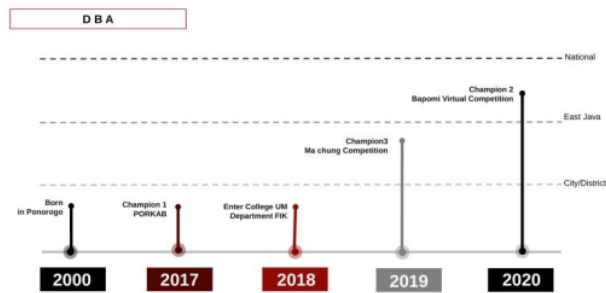 D B A
National
Champion 2
Bapomi Virtual Competition
East Java
Champion3
Ma chung Competition
City/District
Born
in Ponorogo
Champion 1
PORKAB
Enter College UM
Department FIK
2000
2017
2018
2019
2020